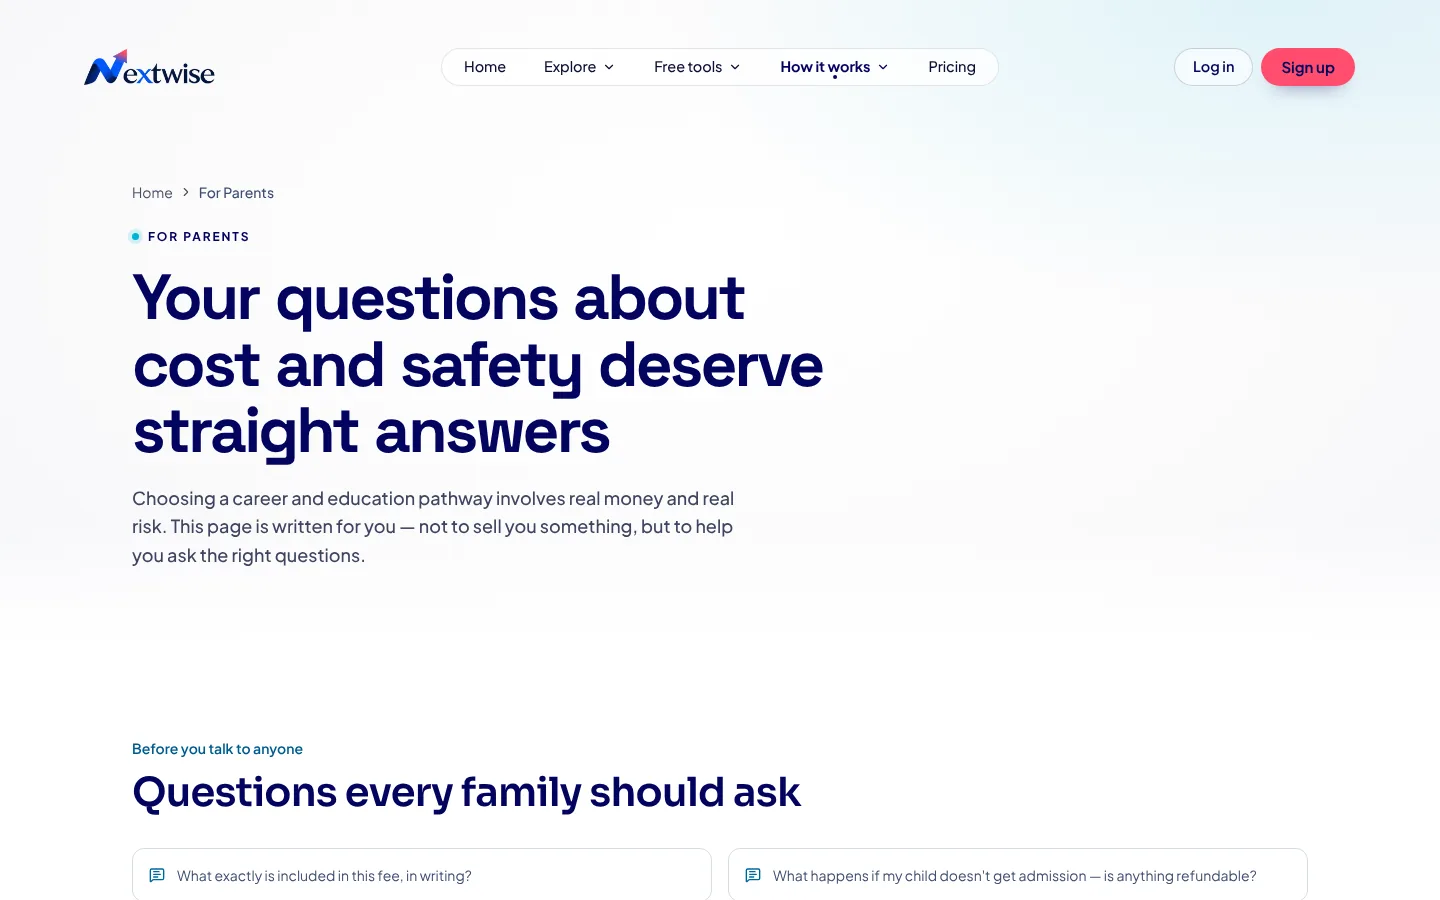 Nextwise
Home
Explore
Free tools
How it works
Pricing
Log in
Sign up
Home
For Parents
FOR PARENTS
Your questions about
cost and safety deserve
straight answers
Choosing a career and education pathway involves real money and real
risk. This page is written for you — not to sell you something, but to help
you ask the right questions.
Before you talk to anyone
Questions every family should ask
What exactly is included in this fee, in writing?
What happens if my child doesn't get admission — is anything refundable?